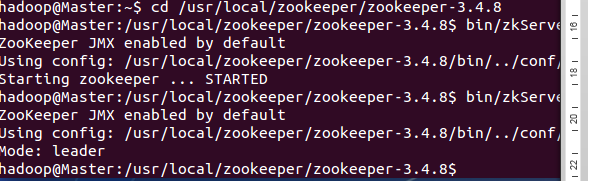 hadoop@Master:~$ cd /usr/local/zookeeper/zookeeper-3.4.8
hadoop@Master:/usr/local/zookeeper/zookeeper-3.4.8$ bin/zkServe
ZooKeeper JMX enabled by default
Using config: /usr/local/zookeeper/zookeeper-3.4.8/bin/../conf/
Starting zookeeper ... STARTED
hadoop@Master:/usr/local/zookeeper/zookeeper-3.4.8$ bin/zkServe
ZooKeeper JMX enabled by default
Using config: /usr/local/zookeeper/zookeeper-3.4.8/bin/../conf/
Mode: leader
hadoop@Master:/usr/local/zookeeper/zookeeper-3.4.8$
16
18
20
22